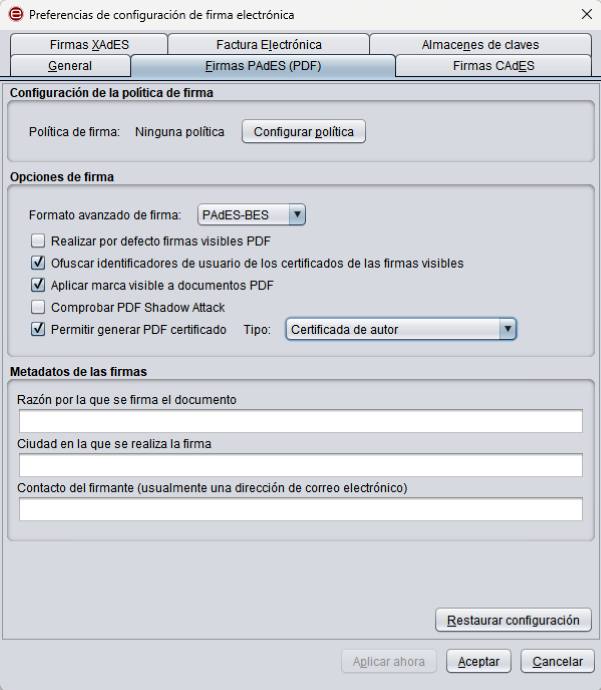 Preferencias de configuración de firma electrónica
Firmas XAdES Factura Electrónica Almacenes de claves
General Firmas PAdES (PDF) Firmas CAdES
Configuración de la política de firma
Política de firma: Ninguna política Configurar política
Opciones de firma
Formato avanzado de firma: PAdES-BES
Realizar por defecto firmas visibles PDF
Ofuscar identificadores de usuario de los certificados de las firmas visibles
Aplicar marca visible a documentos PDF
Comprobar PDF Shadow Attack
Permitir generar PDF certificado Tipo: Certificada de autor
Metadatos de las firmas
Razón por la que se firma el documento
Ciudad en la que se realiza la firma
Contacto del firmante (usualmente una dirección de correo electrónico)
Restaurar configuración
Aplicar ahora Aceptar Cancelar